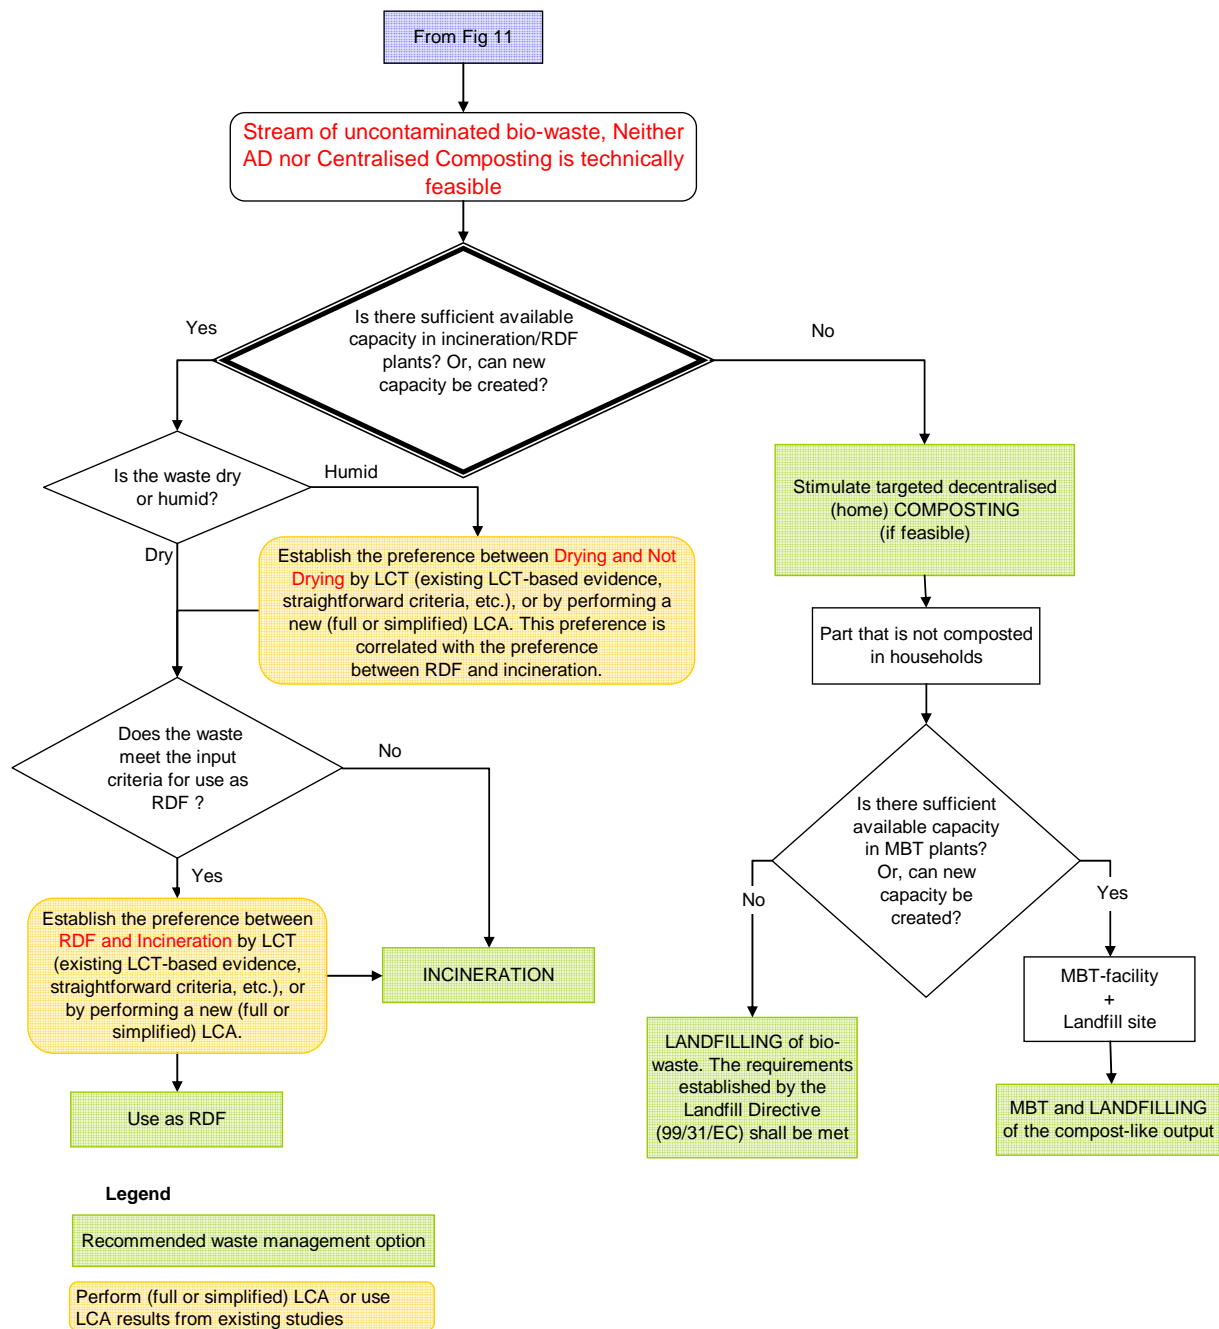 From Fig 11
Stream of uncontaminated bio-waste, Neither
AD nor Centralised Composting is technically
feasible
Is there sufficient available
capacity in incineration/RDF
plants? Or, can new
capacity be created?
Yes
No
Is the waste dry
or humid?
Humid
Dry
Establish the preference between Drying and Not
Drying by LCT (existing LCT-based evidence,
straightforward criteria, etc.), or by performing a
new (full or simplified) LCA. This preference is
correlated with the preference
between RDF and incineration.
Stimulate targeted decentralised
(home) COMPOSTING
(if feasible)
Part that is not composted
in households
Does the waste
meet the input
criteria for use as
RDF ?
No
Yes
Is there sufficient
available capacity
in MBT plants?
Or, can new
capacity be
created?
No
Yes
Establish the preference between
RDF and Incineration by LCT
(existing LCT-based evidence,
straightforward criteria, etc.), or
by performing a new (full or
simplified) LCA.
INCINERATION
MBT-facility
+
Landfill site
LANDFILLING of bio-
waste. The requirements
established by the
Landfill Directive
(99/31/EC) shall be met
MBT and LANDFILLING
of the compost-like output
Use as RDF
Legend
Recommended waste management option
Perform (full or simplified) LCA or use
LCA results from existing studies